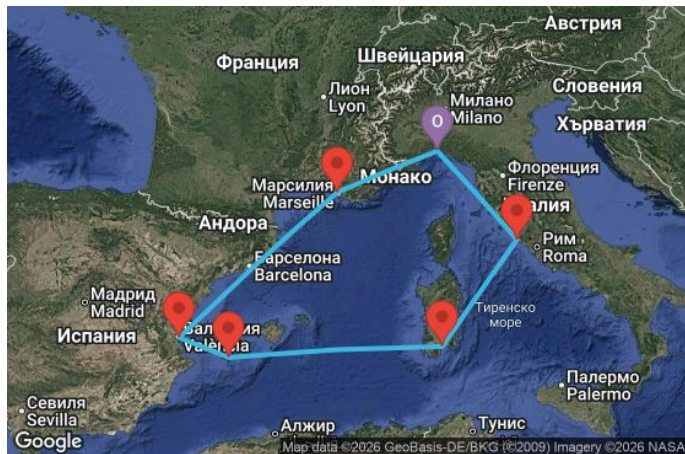 Австрия
Франция
Швейцария
Лион
Lyon
Милано
Milano
O
Словения
Хърватия
Марсилия
Marseille
Монако
Флоренция
Firenze
Андора
Рим
Roma
Барселона
Barcelona
Мадрид
Madrid
Испания
València
Тиренско
море
Севиля
Sevilla
Палермо
Palermo
Алжир
Тунис
Google
Map data ©2026 GeoBasis-DE/BKG (©2009) Imagery ©2026 NASA